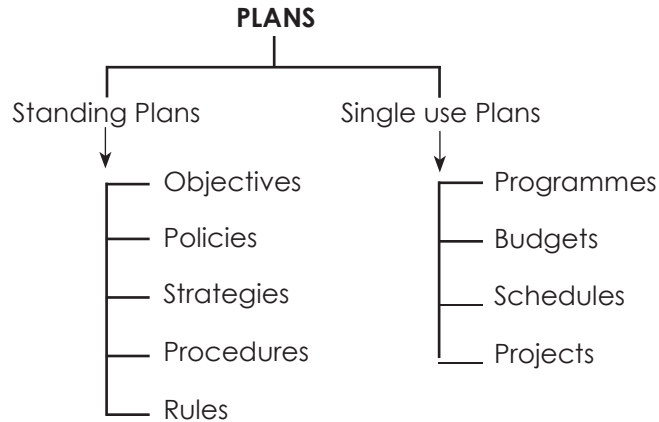 PLANS
Standing Plans
Objectives
Policies
Strategies
Procedures
Rules
Single use Plans
Programmes
Budgets
Schedules
Projects